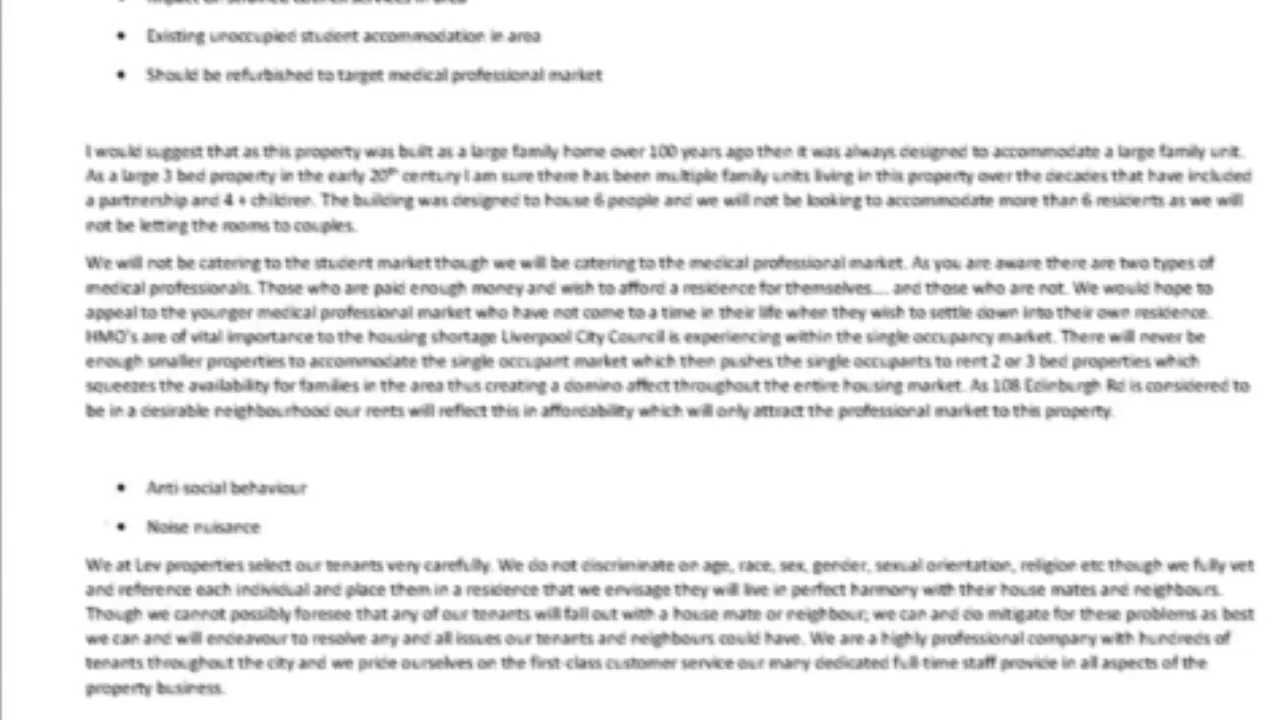 Impact on strained council services in area
• Existing unoccupied student accommodation in area
• Should be refurbished to target medical professional market
I would suggest that as this property was built as a large family home over 100 years ago then it was always designed to accommodate a large family unit.
As a large 3 bed property in the early 20th century I am sure there has been multiple family units living in this property over the decades that have included
a partnership and 4 + children. The building was designed to house 6 people and we will not be looking to accommodate more than 6 residents as we will
not be letting the rooms to couples.
We will not be catering to the student market though we will be catering to the medical professional market. As you are aware there are two types of
medical professionals. Those who are paid enough money and wish to afford a residence for themselves.... and those who are not. We would hope to
appeal to the younger medical professional market who have not come to a time in their life when they wish to settle down into their own residence.
HMO's are of vital importance to the housing shortage Liverpool City Council is experiencing within the single occupancy market. There will never be
enough smaller properties to accommodate the single occupant market which then pushes the single occupants to rent 2 or 3 bed properties which
squeezes the availability for families in the area thus creating a domino affect throughout the entire housing market. As 108 Edinburgh Rd is considered to
be in a desirable neighbourhood our rents will reflect this in affordability which will only attract the professional market to this property.
• Anti social behaviour
• Noise nuisance
We at Lev properties select our tenants very carefully. We do not discriminate on age, race, sex, gender, sexual orientation, religion etc though we fully vet
and reference each individual and place them in a residence that we envisage they will live in perfect harmony with their house mates and neighbours.
Though we cannot possibly foresee that any of our tenants will fall out with a house mate or neighbour; we can and do mitigate for these problems as best
we can and will endeavour to resolve any and all issues our tenants and neighbours could have. We are a highly professional company with hundreds of
tenants throughout the city and we pride ourselves on the first-class customer service our many dedicated full-time staff provide in all aspects of the
property business.